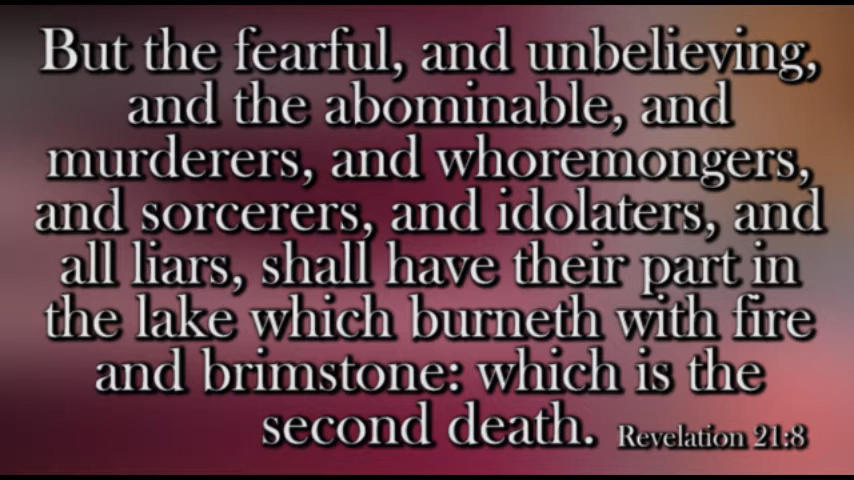 But the fearful, and unbelieving,
and the abominable, and
murderers, and whoremongers,
and sorcerers, and idolaters, and
all liars, shall have their part in
the lake which burneth with fire
and brimstone: which is the
second death. Revelation 21:8